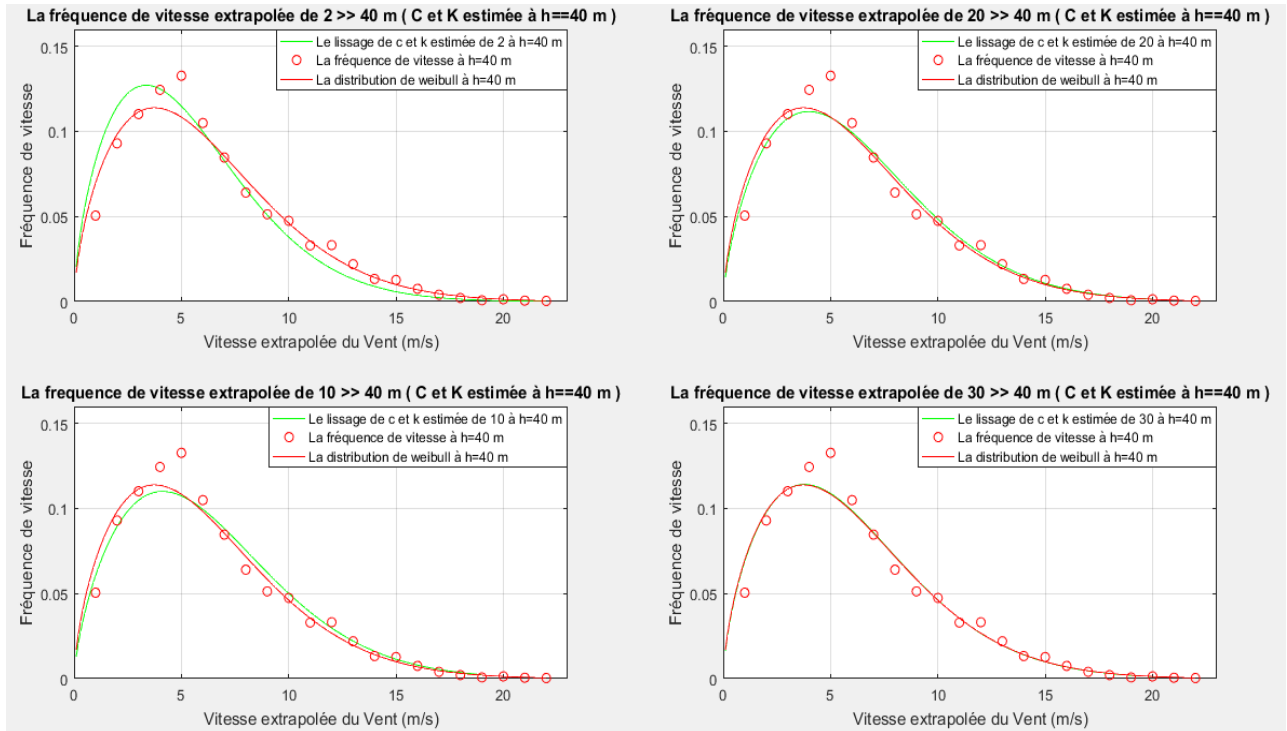 La fréquence de vitesse extrapolée de 2 >> 40 m ( C et K estimée à h==40 m )
0.15
0.1
0.05
0
Fréquence de vitesse
Le lissage de c et k estimée de 2 à h=40 m
La fréquence de vitesse à h=40 m
La distribution de weibull à h=40 m
0 5 10 15 20
Vitesse extrapolée du Vent (m/s)
La fréquence de vitesse extrapolée de 20 >> 40 m ( C et K estimée à h==40 m )
0.15
0.1
0.05
0
Fréquence de vitesse
Le lissage de c et k estimée de 20 à h=40 m
La fréquence de vitesse à h=40 m
La distribution de weibull à h=40 m
0 5 10 15 20
Vitesse extrapolée du Vent (m/s)
La frequence de vitesse extrapolée de 10 >> 40 m ( C et K estimée à h==40 m )
0.15
0.1
0.05
0
Fréquence de vitesse
Le lissage de c et k estimée de 10 à h=40 m
La fréquence de vitesse à h=40 m
La distribution de weibull à h=40 m
0 5 10 15 20
Vitesse extrapolée du Vent (m/s)
La fréquence de vitesse extrapolée de 30 >> 40 m ( C et K estimée à h==40 m )
0.15
0.1
0.05
0
Fréquence de vitesse
Le lissage de c et k estimée de 30 à h=40 m
La fréquence de vitesse à h=40 m
La distribution de weibull à h=40 m
0 5 10 15 20
Vitesse extrapolée du Vent (m/s)